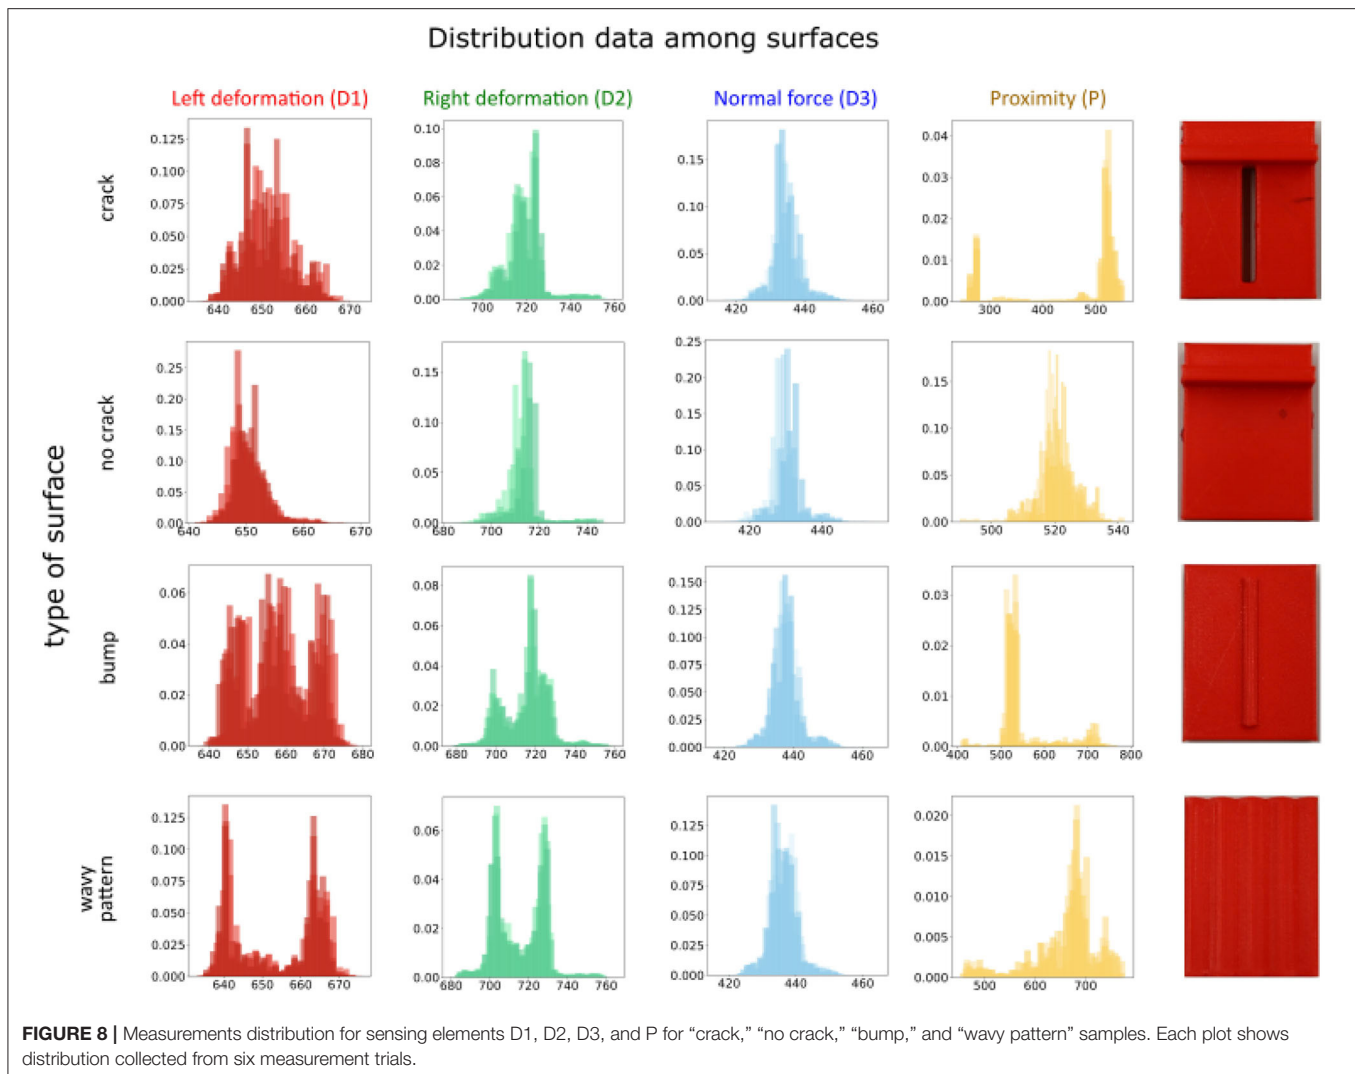 Distribution data among surfaces
Left deformation (D1) Right deformation (D2) Normal force (D3) Proximity (P)
type of surface
crack
0.125 0.100 0.075 0.050 0.025 0.000
640 650 660 670
0.10 0.08 0.06 0.04 0.02 0.00
700 720 740 760
0.15 0.10 0.05 0.00
420 440 460
0.04 0.03 0.02 0.01 0.00
300 400 500
no crack
0.25 0.20 0.15 0.10 0.05 0.00
640 650 660 670
0.15 0.10 0.05 0.00
680 700 720 740
0.25 0.20 0.15 0.10 0.05 0.00
420 440
0.15 0.10 0.05 0.00
500 520 540
bump
0.06 0.04 0.02 0.00
640 650 660 670 680
0.08 0.06 0.04 0.02 0.00
680 700 720 740 760
0.150 0.125 0.100 0.075 0.050 0.025 0.000
420 440 460
0.03 0.02 0.01 0.00
400 500 600 700 800
wavy
pattern
0.125 0.100 0.075 0.050 0.025 0.000
640 650 660 670
0.06 0.04 0.02 0.00
680 700 720 740 760
0.125 0.100 0.075 0.050 0.025 0.000
420 440 460
0.020 0.015 0.010 0.005 0.000
500 600 700
FIGURE 8 | Measurements distribution for sensing elements D1, D2, D3, and P for “crack,” “no crack,” “bump,” and “wavy pattern” samples. Each plot shows
distribution collected from six measurement trials.